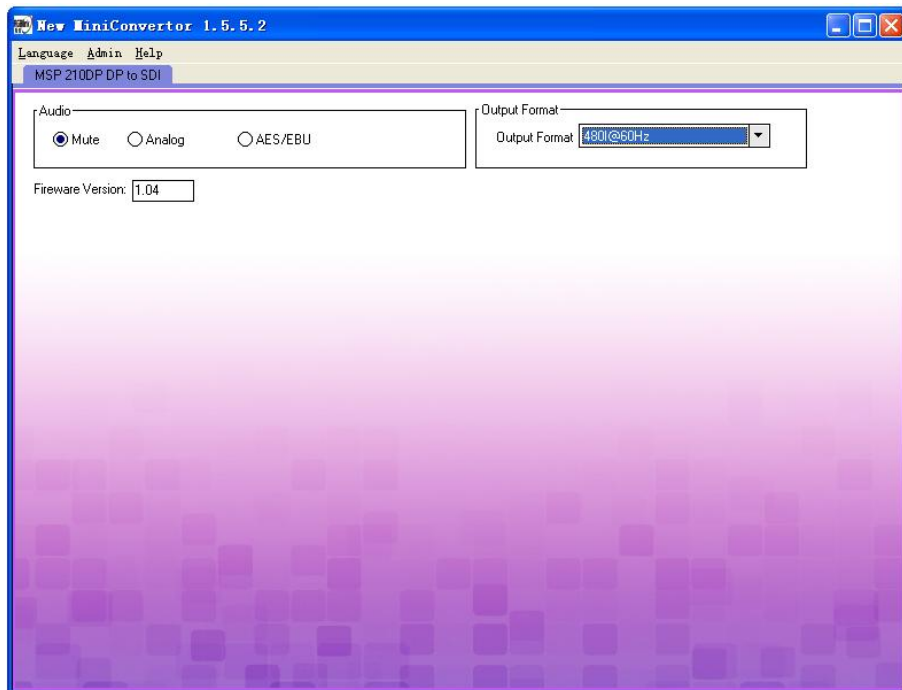 New MiniConvertor 1.5.5.2
Language Admin Help
MSP 210DP DP to SDI
Audio
Mute Analog AES/EBU
Output Format
Output Format 480I@60Hz
Fireware Version: 1.04